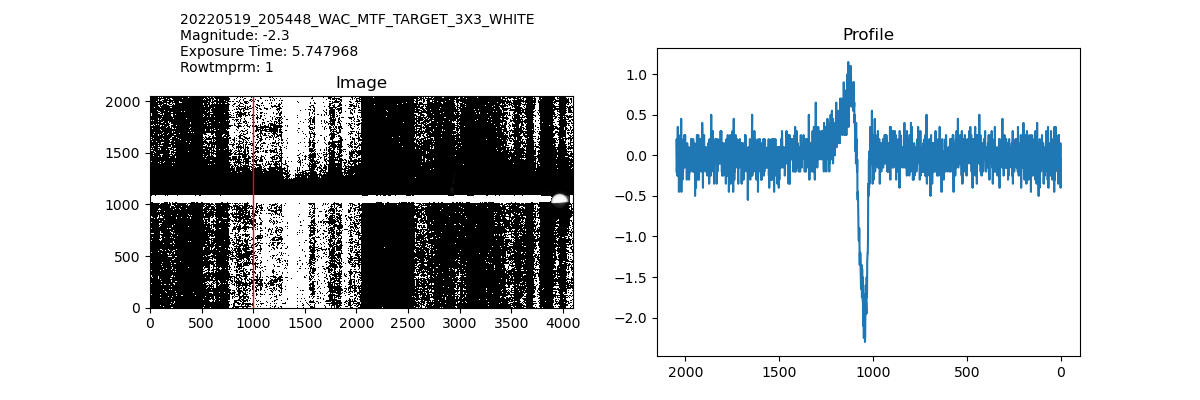 20220519_205448_WAC_MTF_TARGET_3X3_WHITE
Magnitude: -2.3
Exposure Time: 5.747968
Rowtmprm: 1
Image
2000
1500
1000
500
0
0 500 1000 1500 2000 2500 3000 3500 4000
Profile
1.0
0.5
0.0
−0.5
−1.0
−1.5
−2.0
2000 1500 1000 500 0